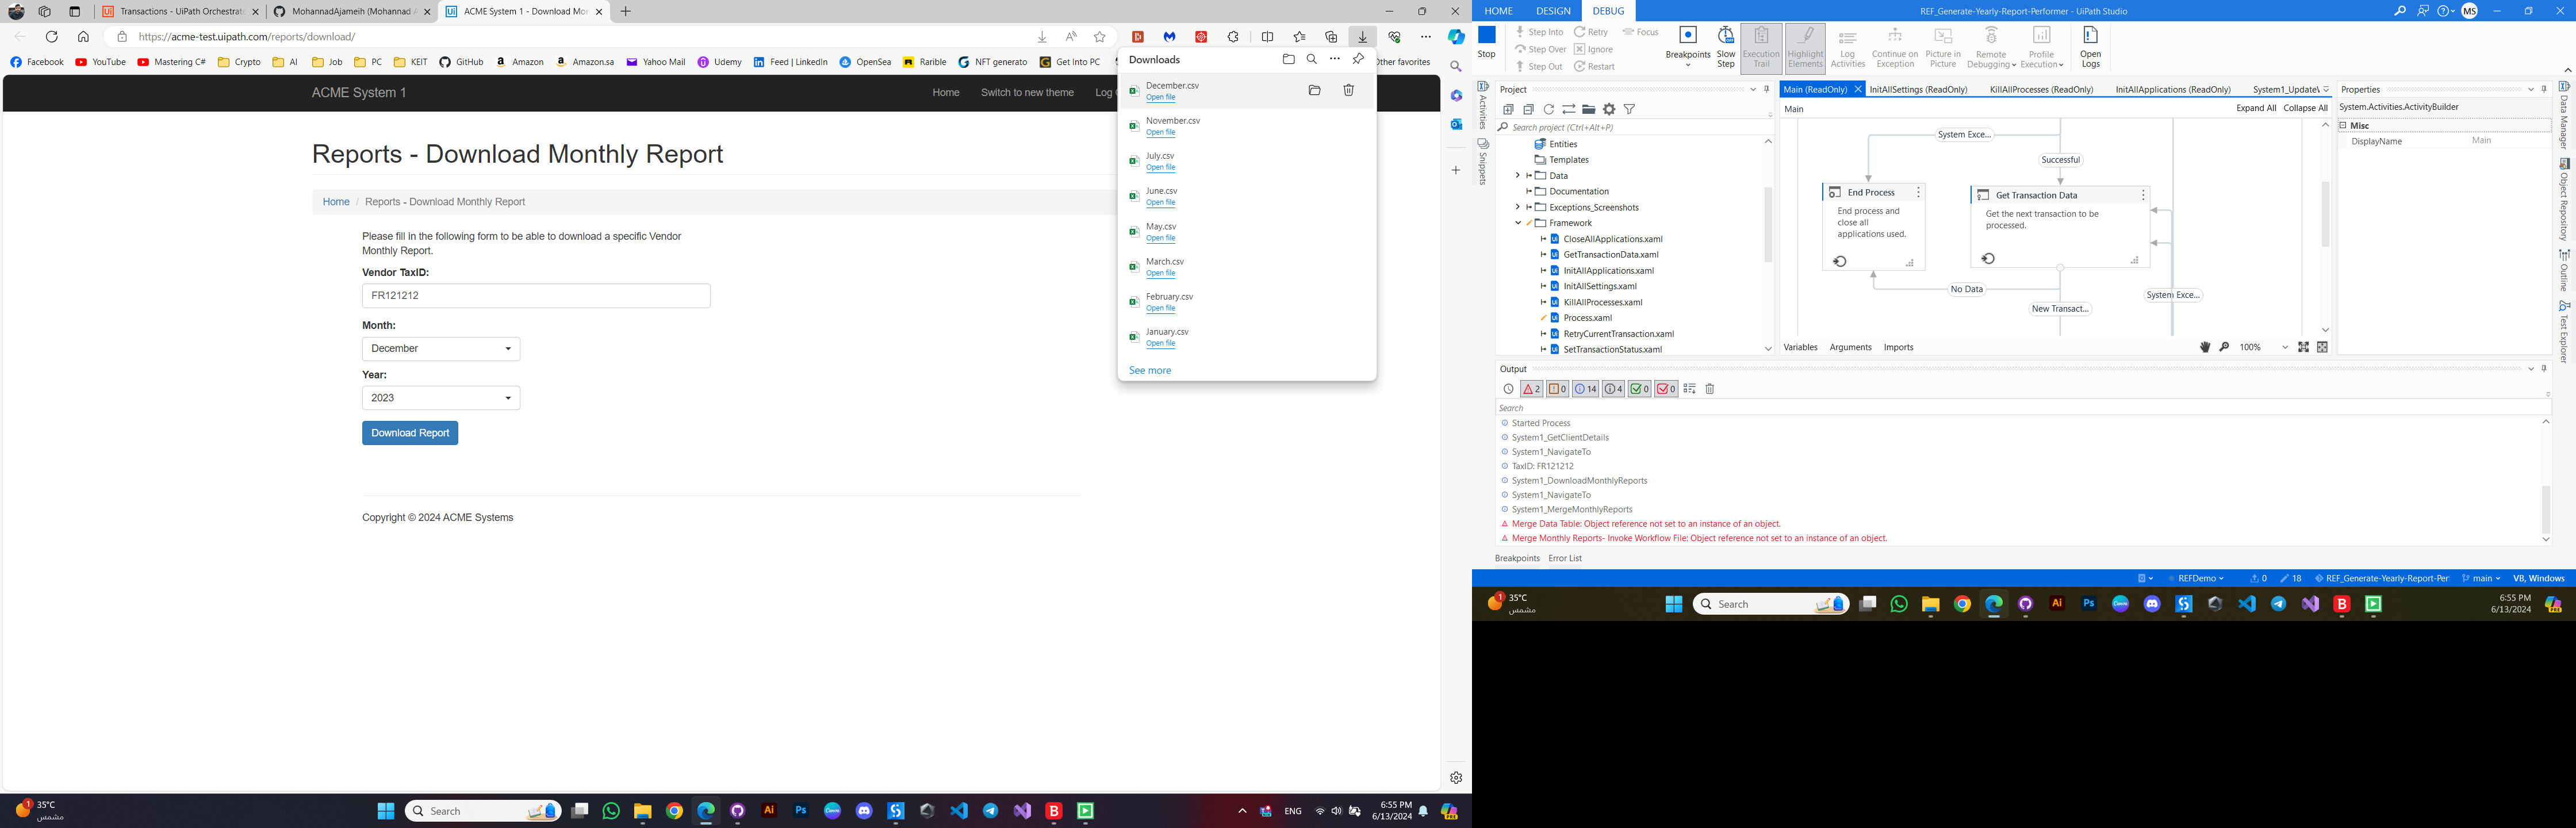 Transactions - UiPath Orchestrato
MohannadAjameih (Mohannad A
ACME System 1 - Download Mon
https://acme-test.uipath.com/reports/download/
Facebook
YouTube
Mastering C#
Crypto
AI
Job
PC
KEIT
GitHub
Amazon
Amazon.sa
Yahoo Mail
Udemy
Feed | LinkedIn
OpenSea
Rarible
NFT generato
Get Into PC
Other favorites
ACME System 1
Home
Switch to new theme
Log
Reports - Download Monthly Report
Home / Reports - Download Monthly Report
Please fill in the following form to be able to download a specific Vendor
Monthly Report.
Vendor TaxID:
FR121212
Month:
December
Year:
2023
Download Report
Copyright © 2024 ACME Systems
Downloads
December.csv
Open file
November.csv
Open file
July.csv
Open file
June.csv
Open file
May.csv
Open file
March.csv
Open file
February.csv
Open file
January.csv
Open file
See more
1
35°C
مشمس
Search
ENG
6:55 PM
6/13/2024
HOME
DESIGN
DEBUG
REF_Generate-Yearly-Report-Performer - UiPath Studio
MS
Stop
Step Into
Step Over
Step Out
Retry
Ignore
Restart
Focus
Breakpoints
Slow
Step
Execution
Trail
Highlight
Elements
Log
Activities
Continue on
Exception
Picture in
Picture
Remote
Debugging
Profile
Execution
Open
Logs
Activities
Snippets
Project
Search project (Ctrl+Alt+P)
Entities
Templates
Data
Documentation
Exceptions_Screenshots
Framework
CloseAllApplications.xaml
GetTransactionData.xaml
InitAllApplications.xaml
InitAllSettings.xaml
KillAllProcesses.xaml
Process.xaml
RetryCurrentTransaction.xaml
SetTransactionStatus.xaml
Main (ReadOnly)
InitAllSettings (ReadOnly)
KillAllProcesses (ReadOnly)
InitAllApplications (ReadOnly)
Main
Expand All
Collapse All
System Exce...
Successful
End Process
End process and
close all
applications used.
Get Transaction Data
Get the next transaction to be
processed.
No Data
New Transact...
System Exce...
Variables
Arguments
Imports
100%
Properties
System.Activities.ActivityBuilder
Misc
DisplayName
Main
Data Manager
Object Repository
Outline
Test Explorer
Output
2
0
14
4
0
0
Search
Started Process
System1_GetClientDetails
System1_NavigateTo
TaxID: FR121212
System1_DownloadMonthlyReports
System1_NavigateTo
System1_MergeMonthlyReports
Merge Data Table: Object reference not set to an instance of an object.
Merge Monthly Reports- Invoke Workflow File: Object reference not set to an instance of an object.
Breakpoints
Error List
REFDemo
0
18
REF_Generate-Yearly-Report-Per
main
VB, Windows
1
35°C
مشمس
Search
6:55 PM
6/13/2024